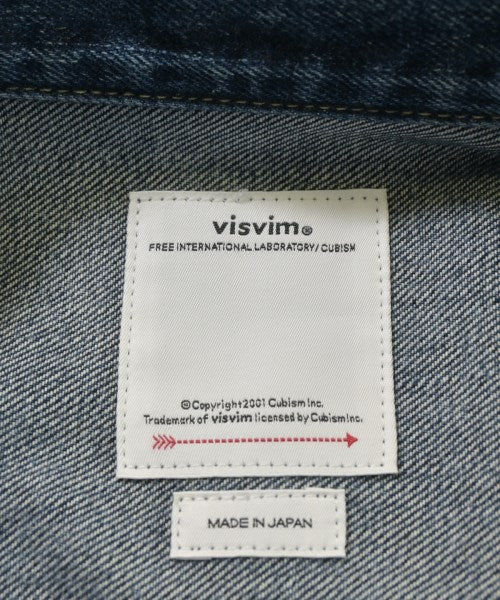 visvim®
FREE INTERNATIONAL LABORATORY/CUBISM
©Copyright2001 Cubism Inc.
Trademark of visvim licensed by Cubism Inc.
MADE IN JAPAN